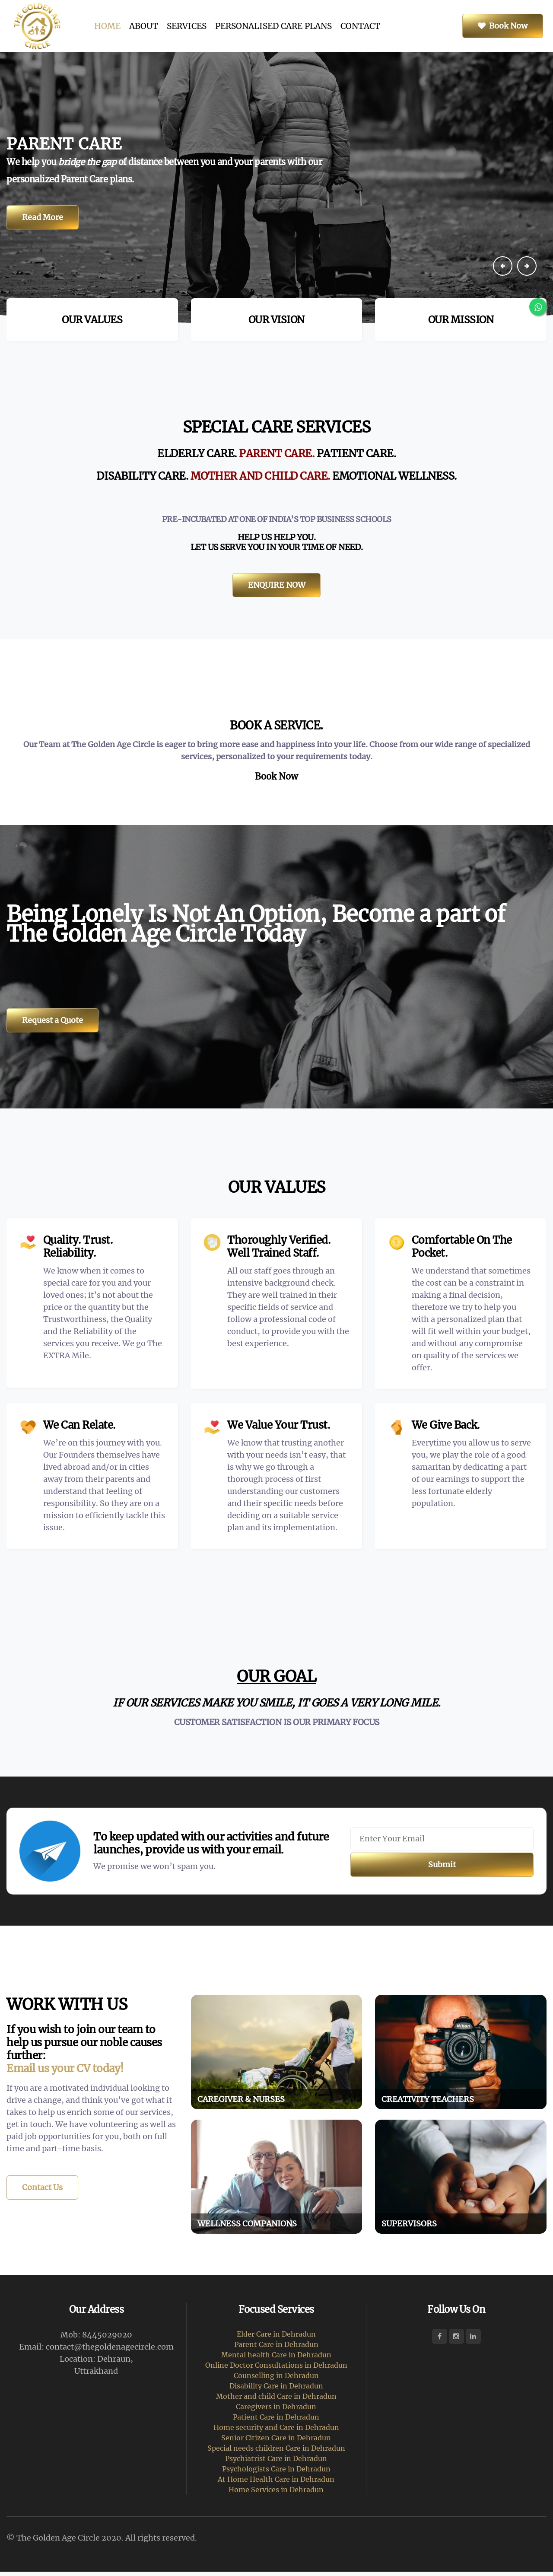 THE GOLDEN AGE
CIRCLE
HOME ABOUT SERVICES PERSONALISED CARE PLANS CONTACT
Book Now
PARENT CARE
We help you bridge the gap of distance between you and your parents with our
personalized Parent Care plans.
Read More
OUR VALUES
OUR VISION
OUR MISSION
SPECIAL CARE SERVICES
ELDERLY CARE. PARENT CARE. PATIENT CARE.
DISABILITY CARE. MOTHER AND CHILD CARE. EMOTIONAL WELLNESS.
PRE-INCUBATED AT ONE OF INDIA'S TOP BUSINESS SCHOOLS
HELP US HELP YOU.
LET US SERVE YOU IN YOUR TIME OF NEED.
ENQUIRE NOW
BOOK A SERVICE.
Our Team at The Golden Age Circle is eager to bring more ease and happiness into your life. Choose from our wide range of specialized
services, personalized to your requirements today.
Book Now
Being Lonely Is Not An Option, Become a part of
The Golden Age Circle Today
Request a Quote
OUR VALUES
Quality. Trust.
Reliability.
We know when it comes to
special care for you and your
loved ones; it's not about the
price or the quantity but the
Trustworthiness, the Quality
and the Reliability of the
services you receive. We go The
EXTRA Mile.
Thoroughly Verified.
Well Trained Staff.
All our staff goes through an
intensive background check.
They are well trained in their
specific fields of service and
follow a professional code of
conduct, to provide you with the
best experience.
Comfortable On The
Pocket.
We understand that sometimes
the cost can be a constraint in
making a final decision,
therefore we try to help you
with a personalized plan that
will fit well within your budget,
and without any compromise
on quality of the services we
offer.
We Can Relate.
We're on this journey with you.
Our Founders themselves have
lived abroad and/or in cities
away from their parents and
understand that feeling of
responsibility. So they are on a
mission to efficiently tackle this
issue.
We Value Your Trust.
We know that trusting another
with your needs isn't easy, that
is why we go through a
thorough process of first
understanding our customers
and their specific needs before
deciding on a suitable service
plan and its implementation.
We Give Back.
Everytime you allow us to serve
you, we play the role of a good
samaritan by dedicating a part
of our earnings to support the
less fortunate elderly
population.
OUR GOAL
IF OUR SERVICES MAKE YOU SMILE, IT GOES A VERY LONG MILE.
CUSTOMER SATISFACTION IS OUR PRIMARY FOCUS
To keep updated with our activities and future
launches, provide us with your email.
We promise we won't spam you.
Enter Your Email
Submit
WORK WITH US
If you wish to join our team to
help us pursue our noble causes
further:
Email us your CV today!
If you are a motivated individual looking to
drive a change, and think you've got what it
takes to help us enrich some of our services,
get in touch. We have volunteering as well as
paid job opportunities for you, both on full
time and part-time basis.
Contact Us
CAREGIVER & NURSES
CREATIVITY TEACHERS
WELLNESS COMPANIONS
SUPERVISORS
Our Address
Mob: 8445029020
Email: contact@thegoldenagecircle.com
Location: Dehraun,
Uttrakhand
Focused Services
Elder Care in Dehradun
Parent Care in Dehradun
Mental health Care in Dehradun
Online Doctor Consultations in Dehradun
Counselling in Dehradun
Disability Care in Dehradun
Mother and child Care in Dehradun
Caregivers in Dehradun
Patient Care in Dehradun
Home security and Care in Dehradun
Senior Citizen Care in Dehradun
Special needs children Care in Dehradun
Psychiatrist Care in Dehradun
Psychologists Care in Dehradun
At Home Health Care in Dehradun
Home Services in Dehradun
Follow Us On
© The Golden Age Circle 2020. All rights reserved.